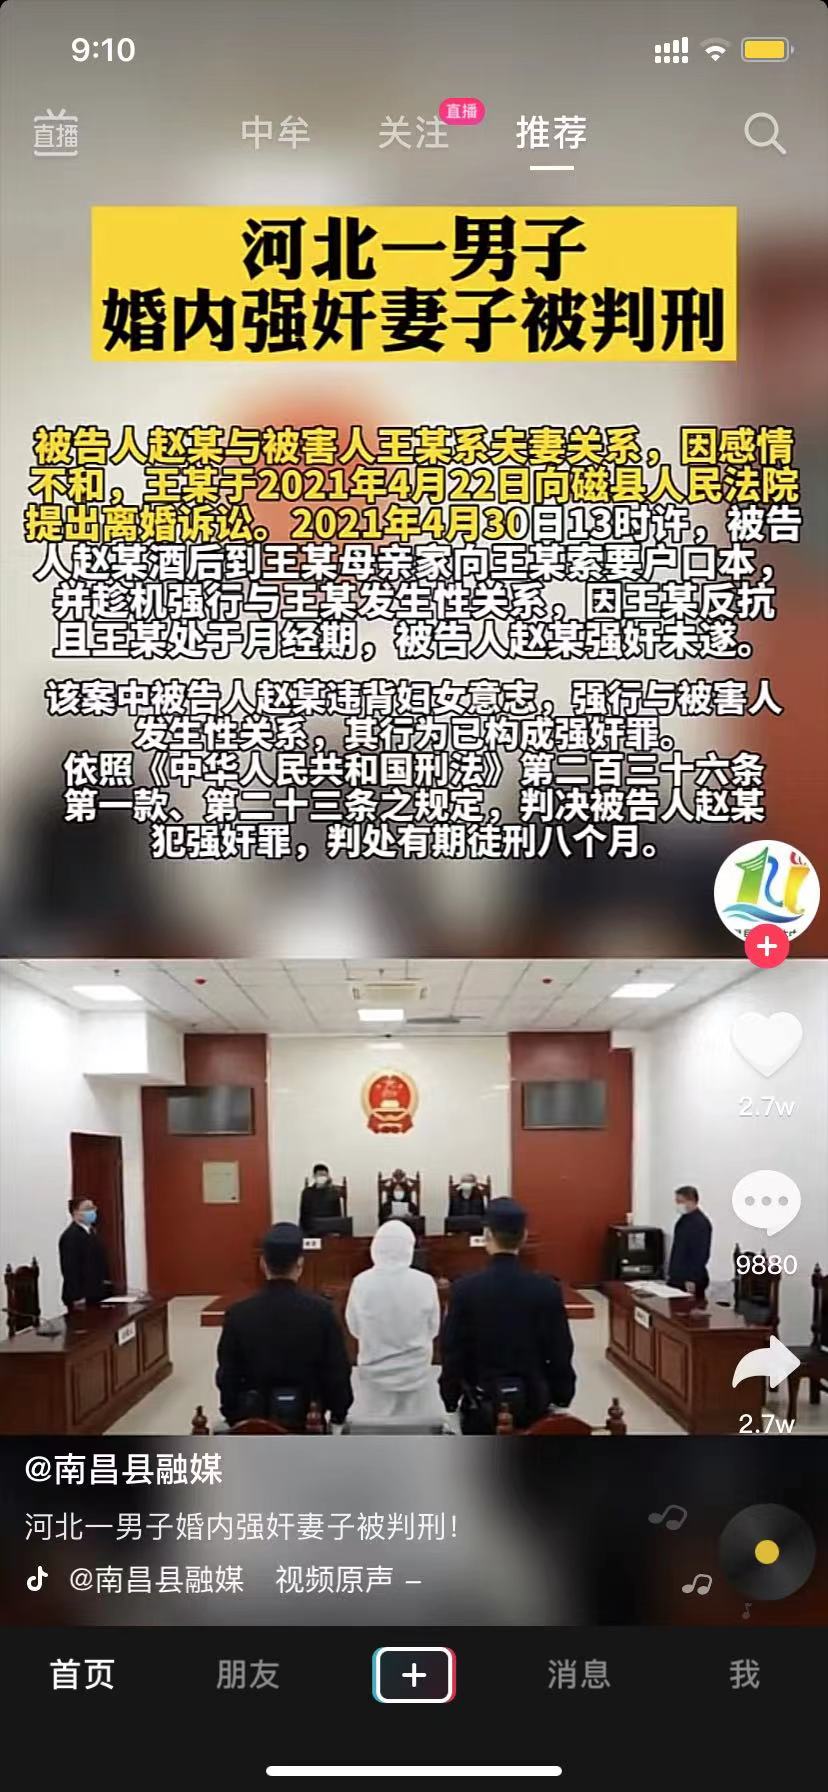 9:10
直播
中牟
关注
直播
推荐
河北一男子
婚内强奸妻子被判刑
被告人赵某与被害人王某系夫妻关系，因感情
不和，王某于2021年4月22日向磁县人民法院
提出离婚诉讼。2021年4月30日13时许，被告
人赵某酒后到王某母亲家向王某索要户口本，
并趁机强行与王某发生性关系，因王某反抗
且王某处于月经期，被告人赵某强奸未遂。
该案中被告人赵某违背妇女意志，强行与被害人
发生性关系，其行为已构成强奸罪。
依照《中华人民共和国刑法》第二百三十六条
第一款、第二十三条之规定，判决被告人赵某
犯强奸罪，判处有期徒刑八个月。
2.7w
9880
2.7w
@南昌县融媒
河北一男子婚内强奸妻子被判刑！
@南昌县融媒 视频原声 –
首页
朋友
消息
我